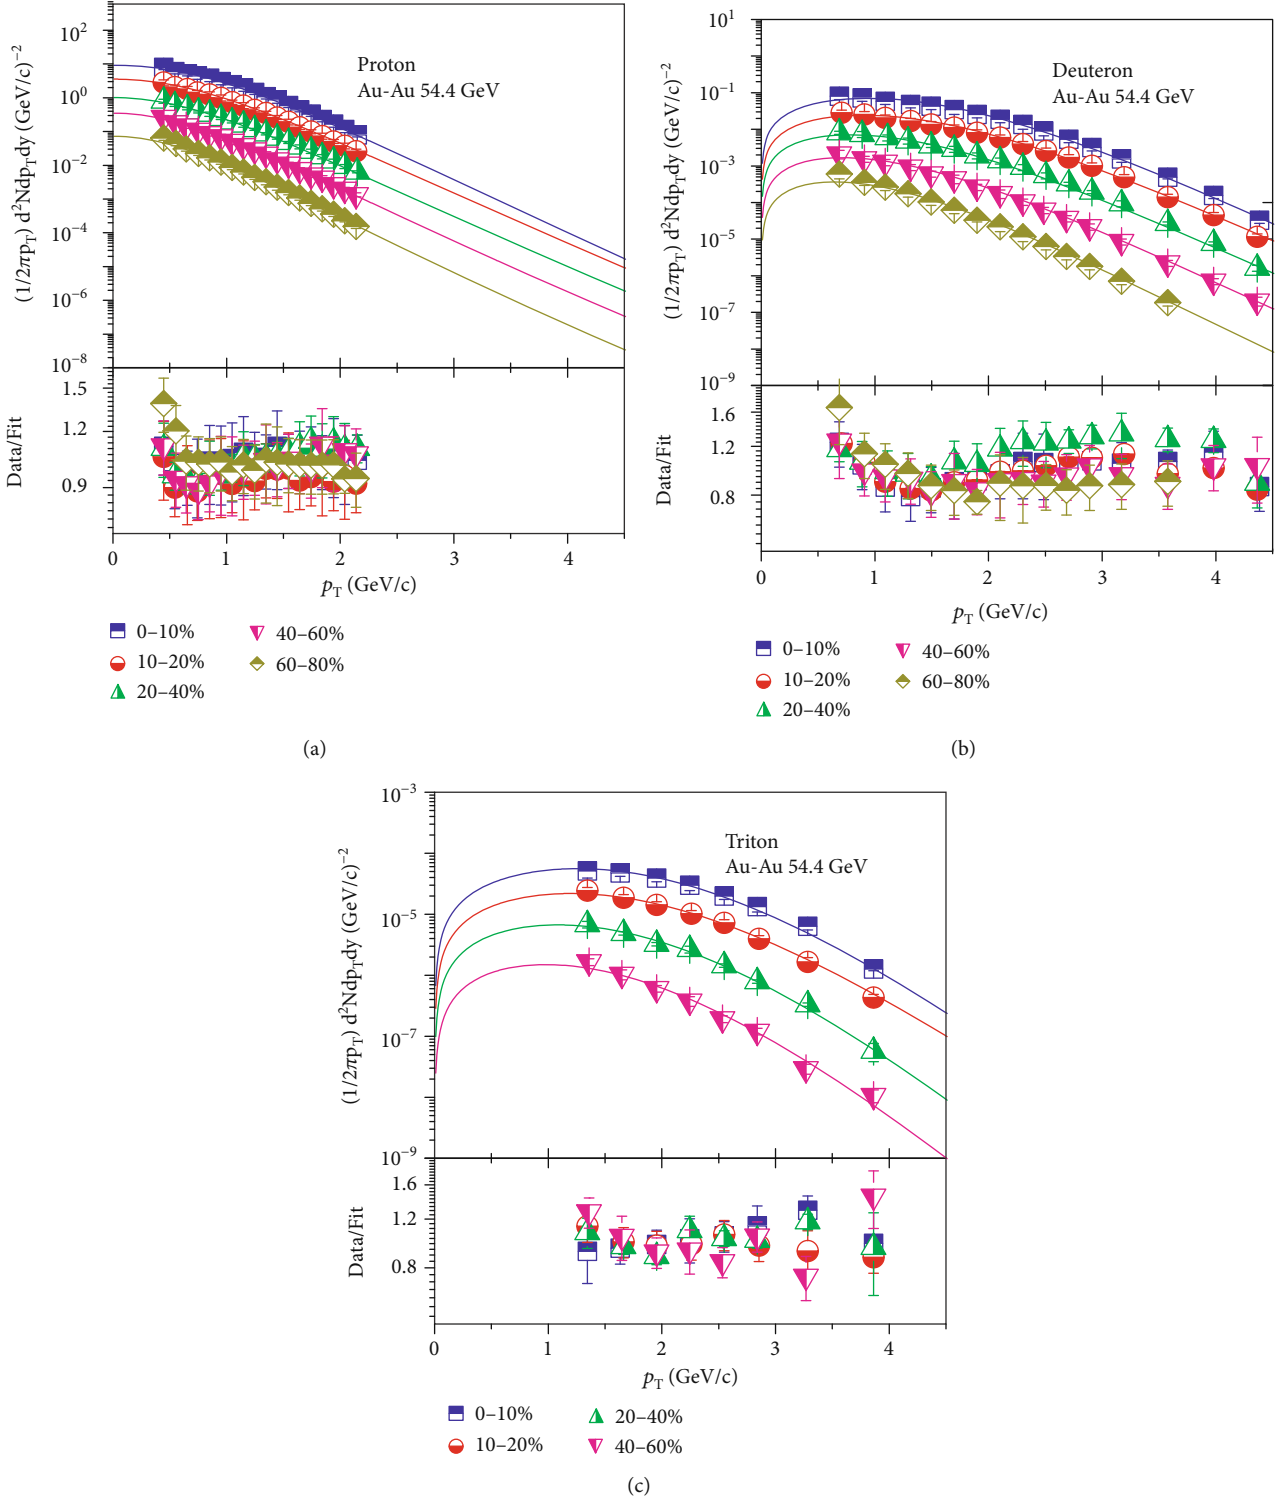 10²
10⁰
10⁻²
10⁻⁴
10⁻⁶
10⁻⁸
(1/2πp_T) d²Ndp_Tdy (GeV/c)⁻²
Proton
Au-Au 54.4 GeV
1.5
1.2
0.9
Data/Fit
0 1 2 3 4
p_T (GeV/c)
0–10%
10–20%
20–40%
40–60%
60–80%
(a)
10¹
10⁻¹
10⁻³
10⁻⁵
10⁻⁷
10⁻⁹
(1/2πp_T) d²Ndp_Tdy (GeV/c)⁻²
Deuteron
Au-Au 54.4 GeV
1.6
1.2
0.8
Data/Fit
0 1 2 3 4
p_T (GeV/c)
0–10%
10–20%
20–40%
40–60%
60–80%
(b)
10⁻³
10⁻⁵
10⁻⁷
10⁻⁹
(1/2πp_T) d²Ndp_Tdy (GeV/c)⁻²
Triton
Au-Au 54.4 GeV
1.6
1.2
0.8
Data/Fit
0 1 2 3 4
p_T (GeV/c)
0–10%
10–20%
20–40%
40–60%
(c)